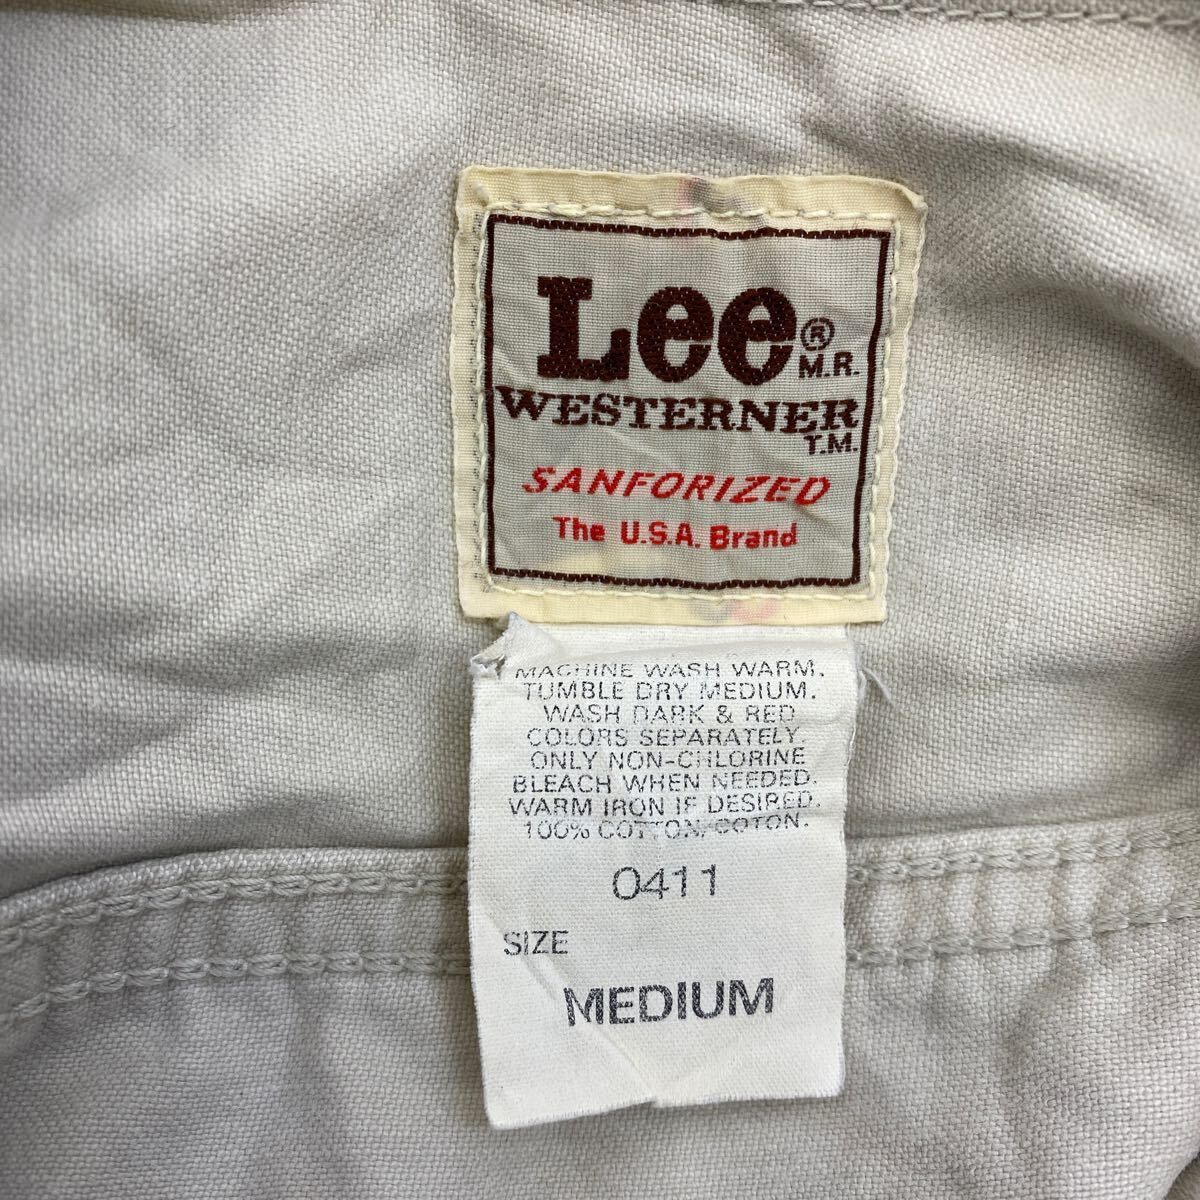 Lee® M.R.
WESTERNER
T.M.
SANFORIZED
The U.S.A. Brand
MACHINE WASH WARM.
TUMBLE DRY MEDIUM.
WASH DARK & RED
COLORS SEPARATELY.
ONLY NON-CHLORINE
BLEACH WHEN NEEDED.
WARM IRON IF DESIRED.
100% COTTON/COTON.
0411
SIZE
MEDIUM